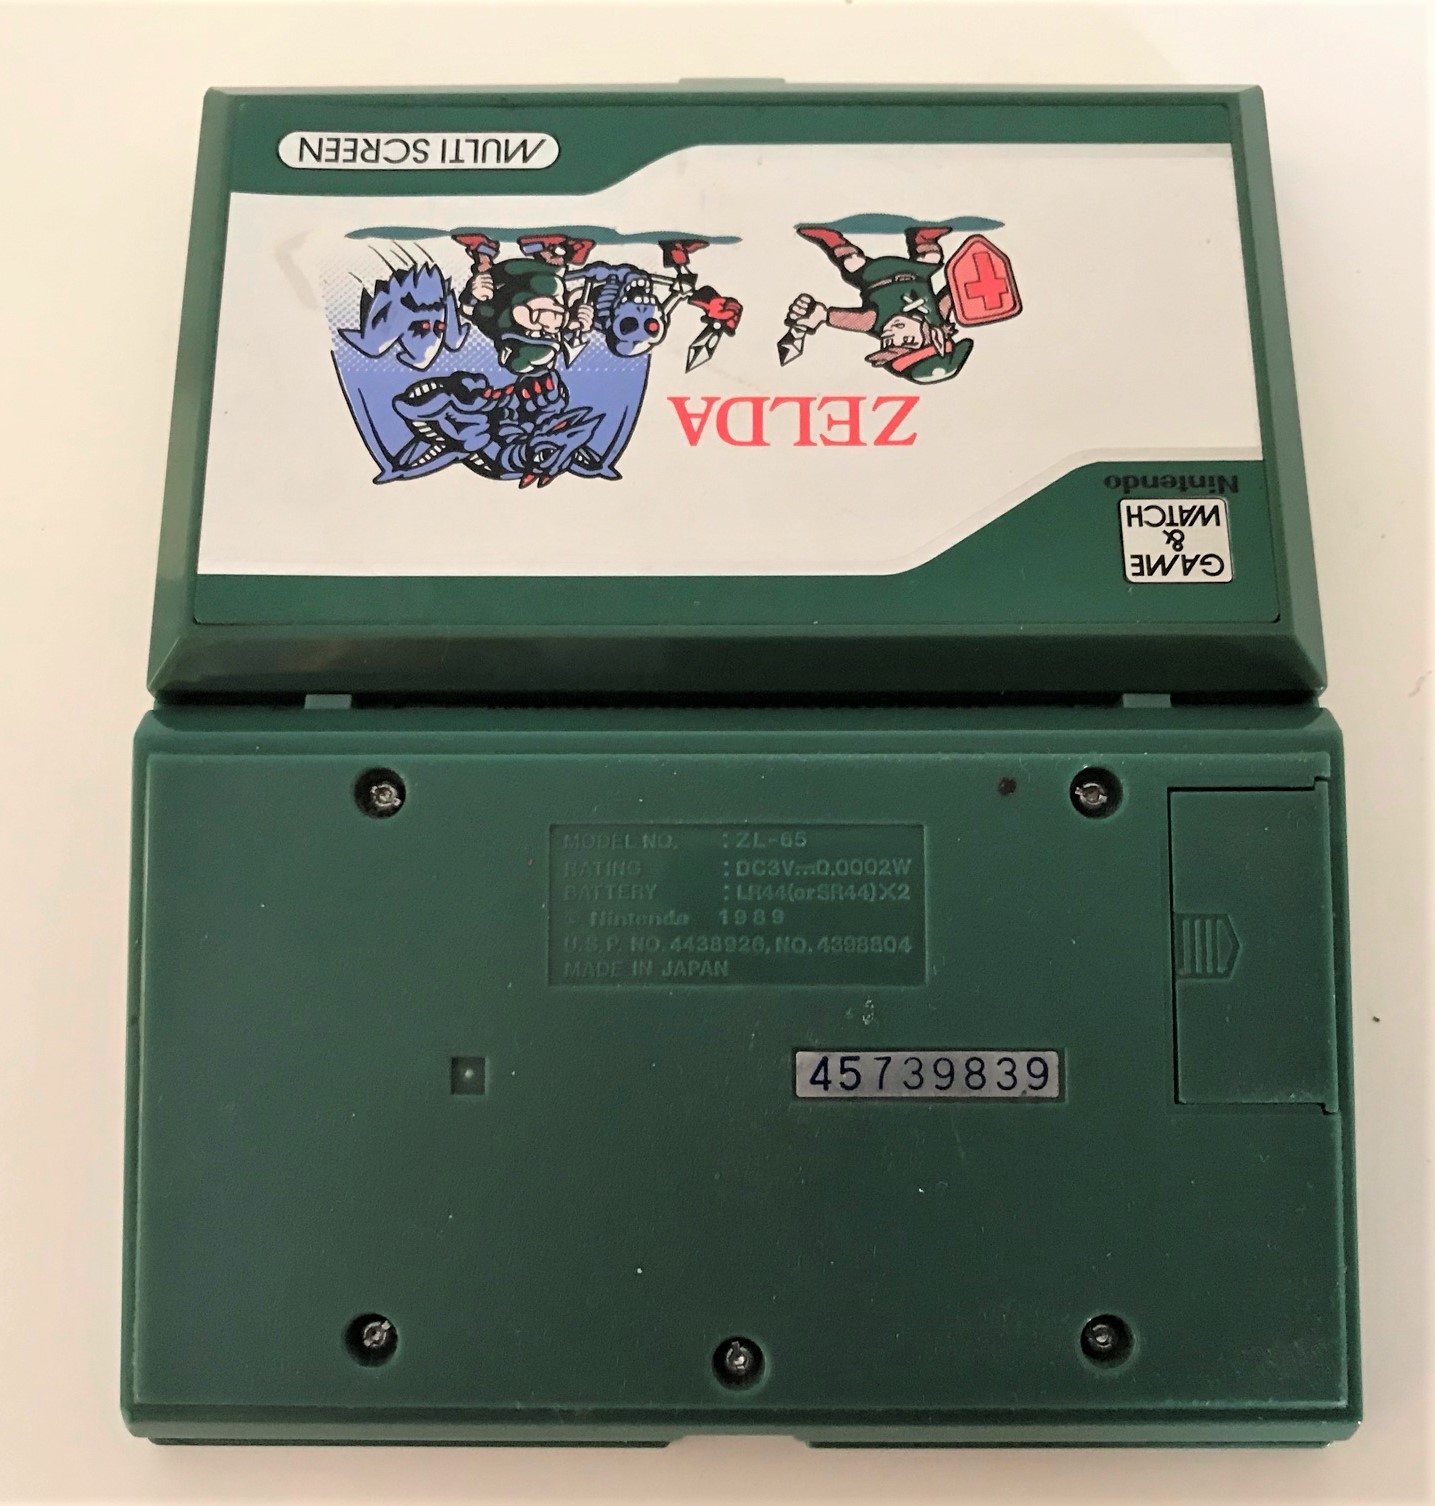 MULTI SCREEN
ZELDA
Nintendo
GAME
&
WATCH
MODEL NO. : ZL-65
RATING : DC3V⎓0.0002W
BATTERY : LR44(orSR44)X2
© Nintendo 1989
U.S.P. NO. 4438926, NO. 4398804
MADE IN JAPAN
45739839